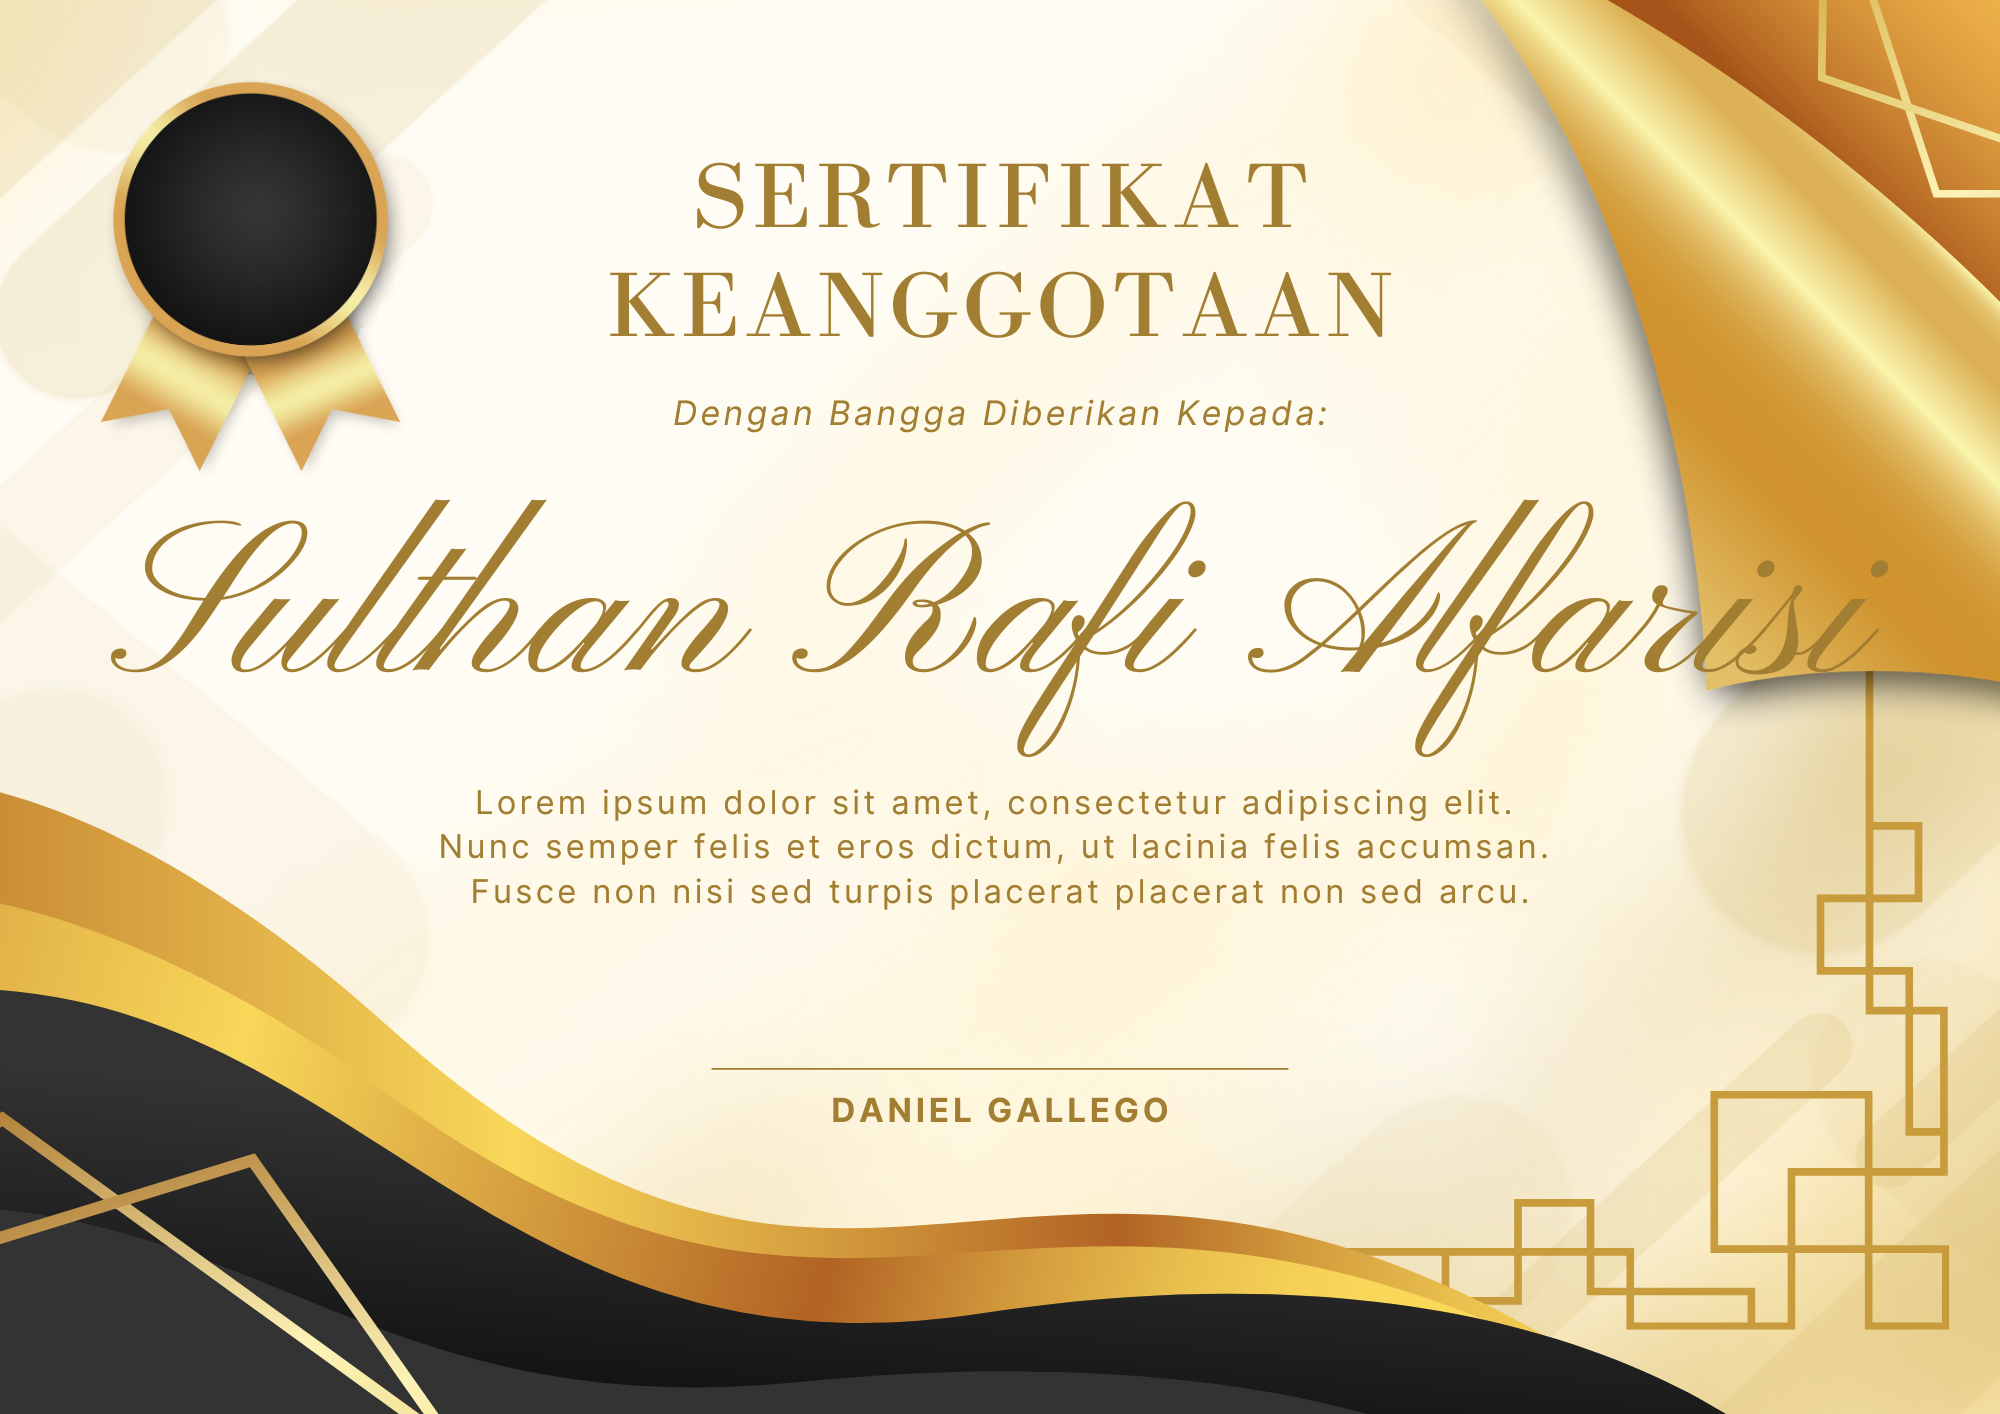 SERTIFIKAT
KEANGGOTAAN
Dengan Bangga Diberikan Kepada:
Sulthan Rafi Alfarisi
Lorem ipsum dolor sit amet, consectetur adipiscing elit.
Nunc semper felis et eros dictum, ut lacinia felis accumsan.
Fusce non nisi sed turpis placerat placerat non sed arcu.
DANIEL GALLEGO